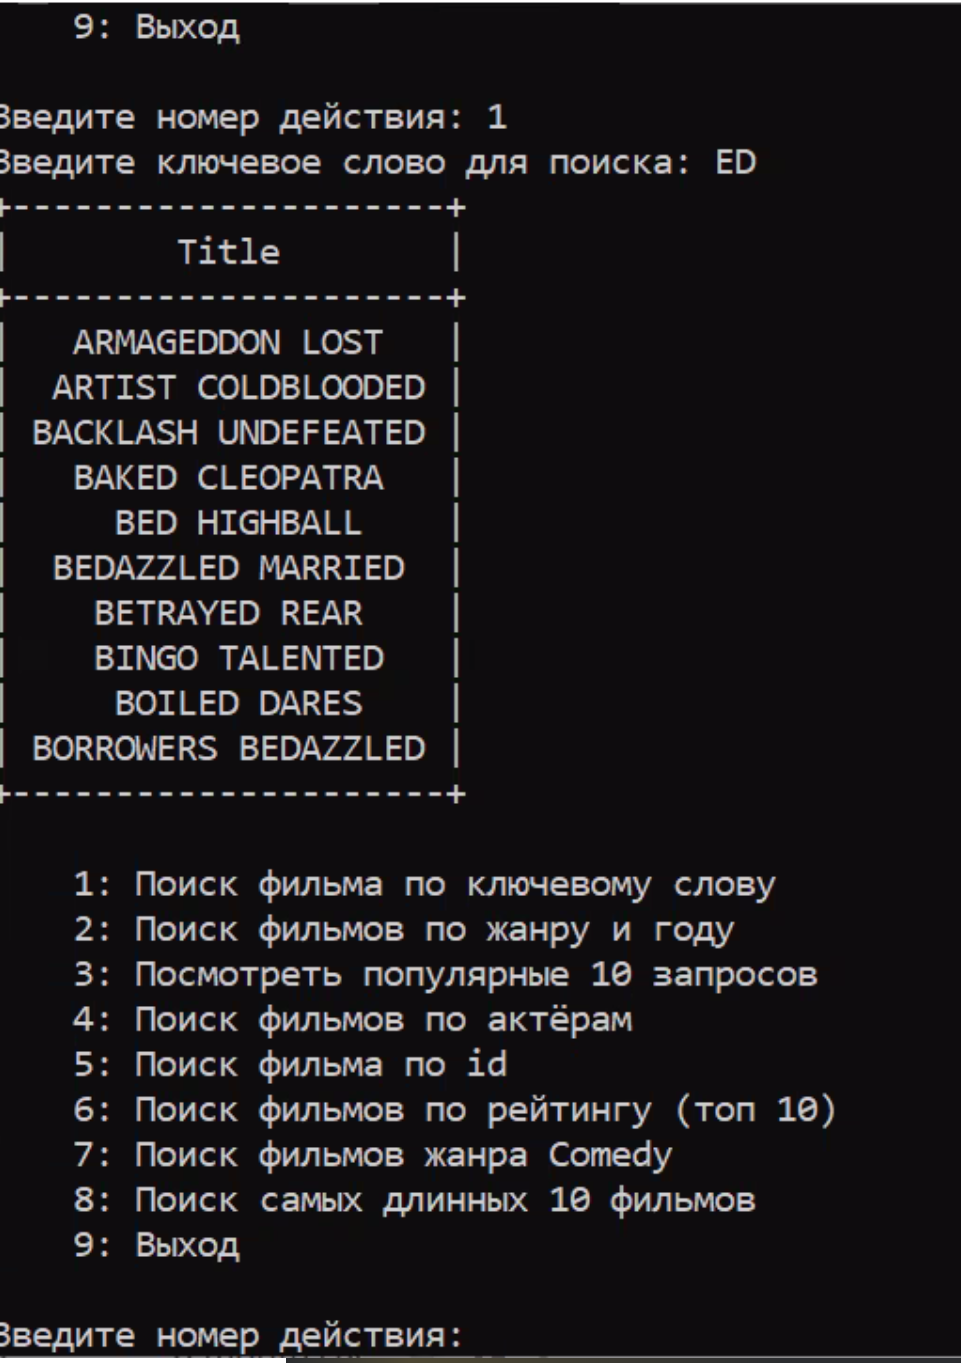 9: Выход
Введите номер действия: 1
Введите ключевое слово для поиска: ED
+---------------------+
| Title |
+---------------------+
| ARMAGEDDON LOST |
| ARTIST COLDBLOODED |
| BACKLASH UNDEFEATED |
| BAKED CLEOPATRA |
| BED HIGHBALL |
| BEDAZZLED MARRIED |
| BETRAYED REAR |
| BINGO TALENTED |
| BOILED DARES |
| BORROWERS BEDAZZLED |
+---------------------+
1: Поиск фильма по ключевому слову
2: Поиск фильмов по жанру и году
3: Посмотреть популярные 10 запросов
4: Поиск фильмов по актёрам
5: Поиск фильма по id
6: Поиск фильмов по рейтингу (топ 10)
7: Поиск фильмов жанра Comedy
8: Поиск самых длинных 10 фильмов
9: Выход
Введите номер действия: